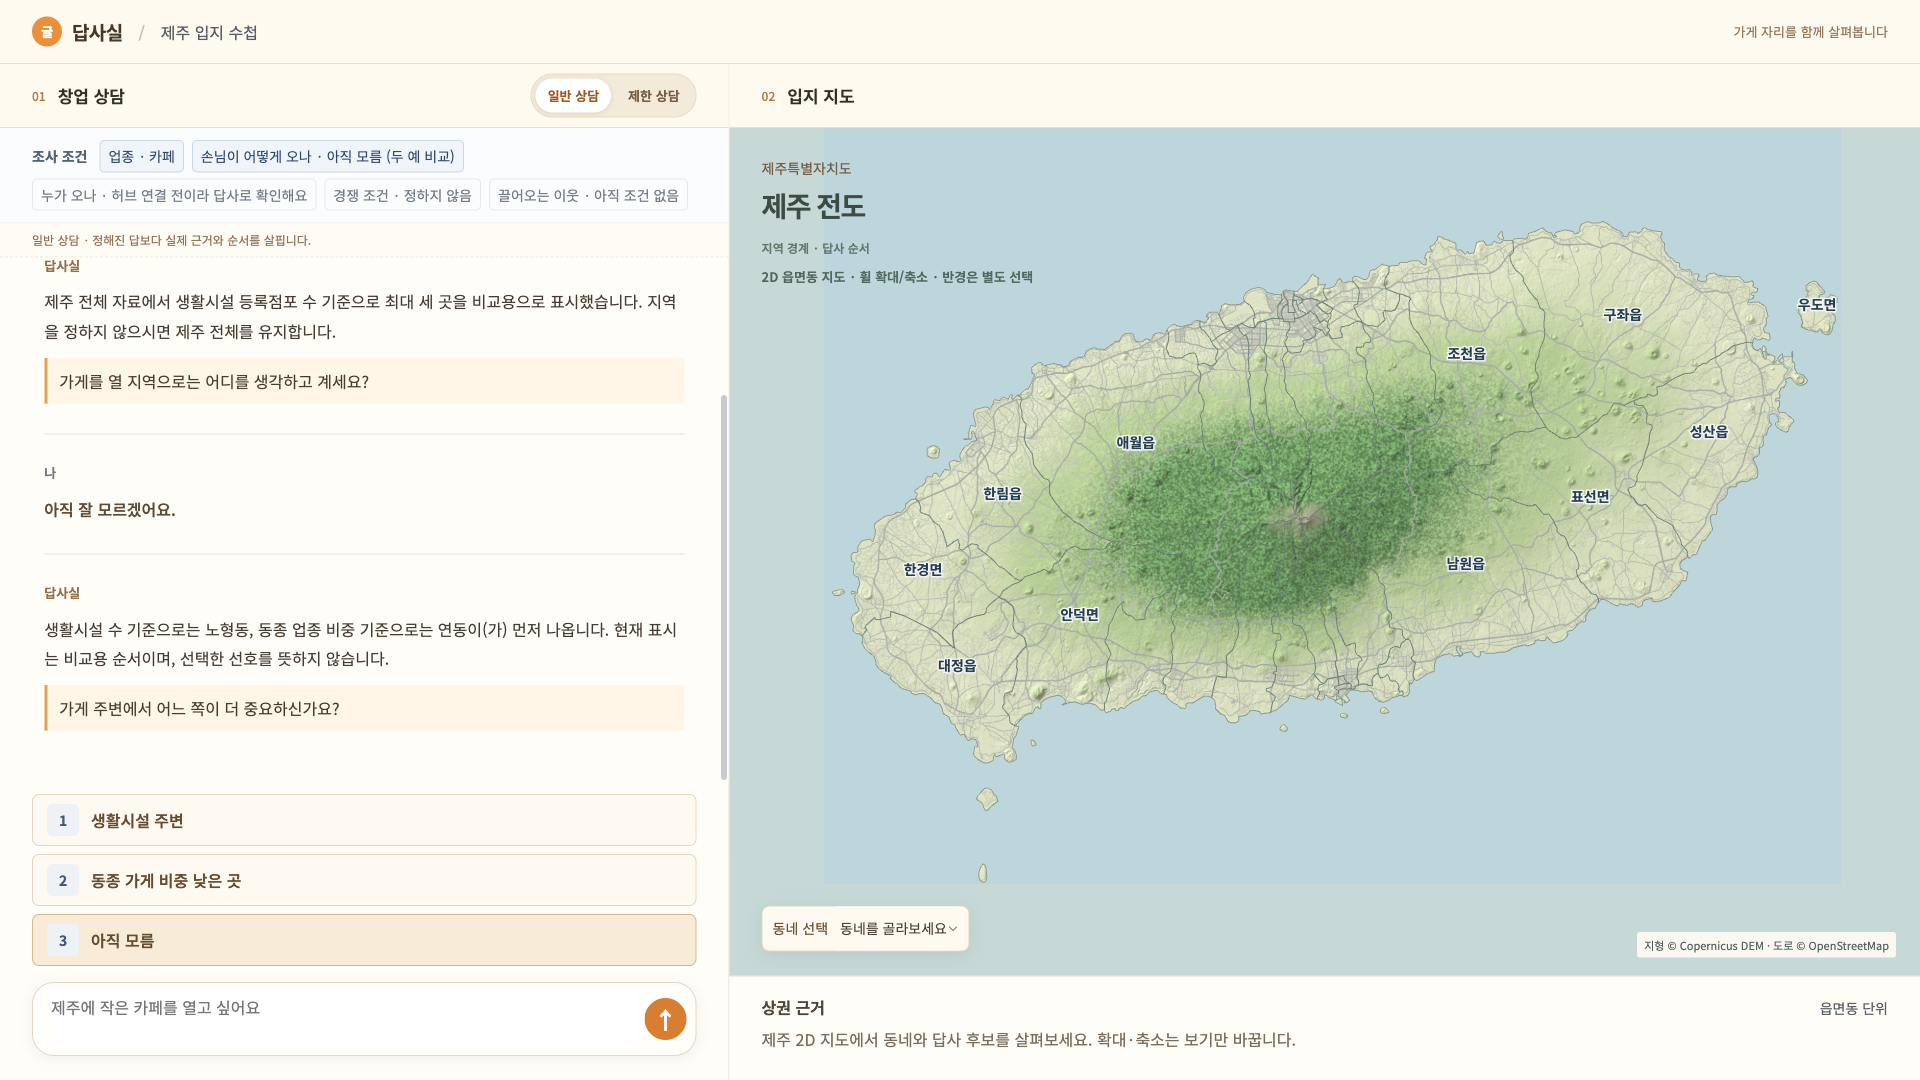 귤 답사실 / 제주 입지 수첩
가게 자리를 함께 살펴봅니다
01 창업 상담
일반 상담 제한 상담
조사 조건 업종 · 카페 손님이 어떻게 오나 · 아직 모름 (두 예 비교)
누가 오나 · 허브 연결 전이라 답사로 확인해요 경쟁 조건 · 정하지 않음 끌어오는 이웃 · 아직 조건 없음
일반 상담 · 정해진 답보다 실제 근거와 순서를 살핍니다.
답사실
제주 전체 자료에서 생활시설 등록점포 수 기준으로 최대 세 곳을 비교용으로 표시했습니다. 지역
을 정하지 않으시면 제주 전체를 유지합니다.
가게를 열 지역으로는 어디를 생각하고 계세요?
나
아직 잘 모르겠어요.
답사실
생활시설 수 기준으로는 노형동, 동종 업종 비중 기준으로는 연동이(가) 먼저 나옵니다. 현재 표시
는 비교용 순서이며, 선택한 선호를 뜻하지 않습니다.
가게 주변에서 어느 쪽이 더 중요하신가요?
1 생활시설 주변
2 동종 가게 비중 낮은 곳
3 아직 모름
제주에 작은 카페를 열고 싶어요
02 입지 지도
제주특별자치도
제주 전도
지역 경계 · 답사 순서
2D 읍면동 지도 · 휠 확대/축소 · 반경은 별도 선택
우도면
구좌읍
조천읍
성산읍
애월읍
한림읍
표선면
남원읍
한경면
안덕면
대정읍
동네 선택 동네를 골라보세요
지형 © Copernicus DEM · 도로 © OpenStreetMap
상권 근거
읍면동 단위
제주 2D 지도에서 동네와 답사 후보를 살펴보세요. 확대·축소는 보기만 바꿉니다.